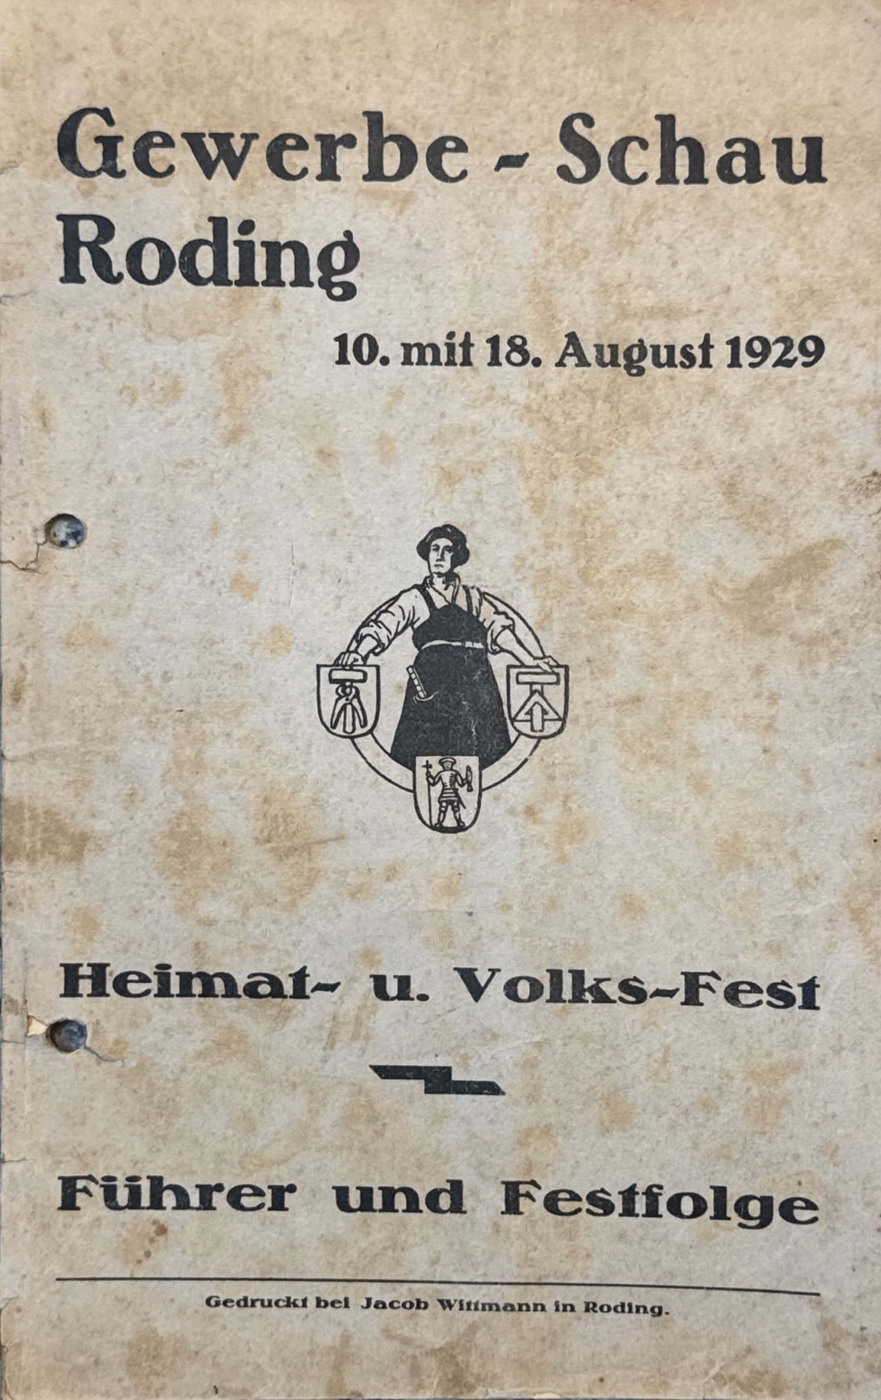 Gewerbe - Schau
Roding
10. mit 18. August 1929
Heimat- u. Volks-Fest
Führer und Festfolge
Gedruckt bei Jacob Wittmann in Roding.